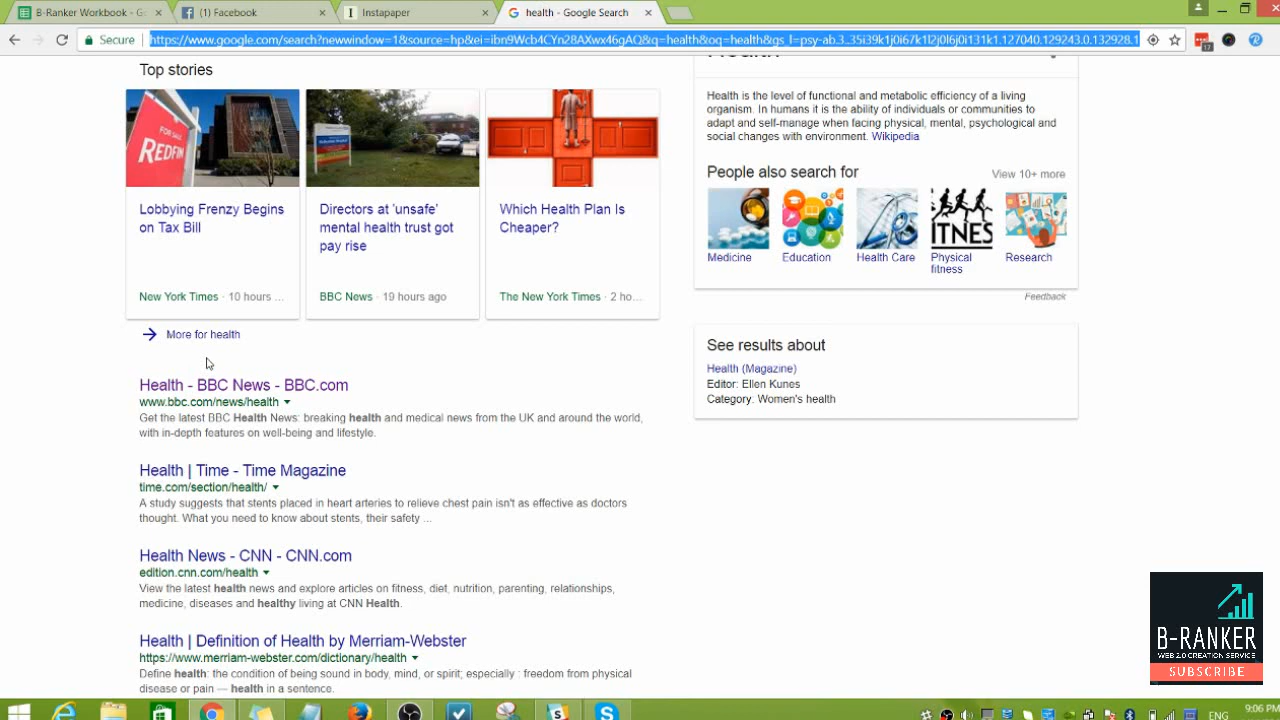 B-Ranker Workbook - G
(1) Facebook
Instapaper
health - Google Search
Secure
https://www.google.com/search?newwindow=1&source=hp&ei=ibn9Wcb4CYn28AXwx46gAQ&q=health&oq=health&gs_l=psy-ab.3..35i39k1j0i67k1l2j0l6j0i131k1.127040.129243.0.132928.1
17
Top stories
FOR SALE
REDFIN
Lobbying Frenzy Begins
on Tax Bill
New York Times · 10 hours ...
Directors at 'unsafe'
mental health trust got
pay rise
BBC News · 19 hours ago
Which Health Plan Is
Cheaper?
The New York Times · 2 ho...
More for health
Health - BBC News - BBC.com
www.bbc.com/news/health
Get the latest BBC Health News: breaking health and medical news from the UK and around the world,
with in-depth features on well-being and lifestyle.
Health | Time - Time Magazine
time.com/section/health/
A study suggests that stents placed in heart arteries to relieve chest pain isn't as effective as doctors
thought. What you need to know about stents, their safety ...
Health News - CNN - CNN.com
edition.cnn.com/health
View the latest health news and explore articles on fitness, diet, nutrition, parenting, relationships,
medicine, diseases and healthy living at CNN Health.
Health | Definition of Health by Merriam-Webster
https://www.merriam-webster.com/dictionary/health
Define health: the condition of being sound in body, mind, or spirit; especially : freedom from physical
disease or pain — health in a sentence.
Health is the level of functional and metabolic efficiency of a living
organism. In humans it is the ability of individuals or communities to
adapt and self-manage when facing physical, mental, psychological and
social changes with environment. Wikipedia
People also search for
View 10+ more
ITNES
Medicine
Education
Health Care
Physical
fitness
Research
Feedback
See results about
Health (Magazine)
Editor: Ellen Kunes
Category: Women's health
B-RANKER
WEB 2.0 CREATION SERVICE
SUBSCRIBE
ENG
9:06 PM